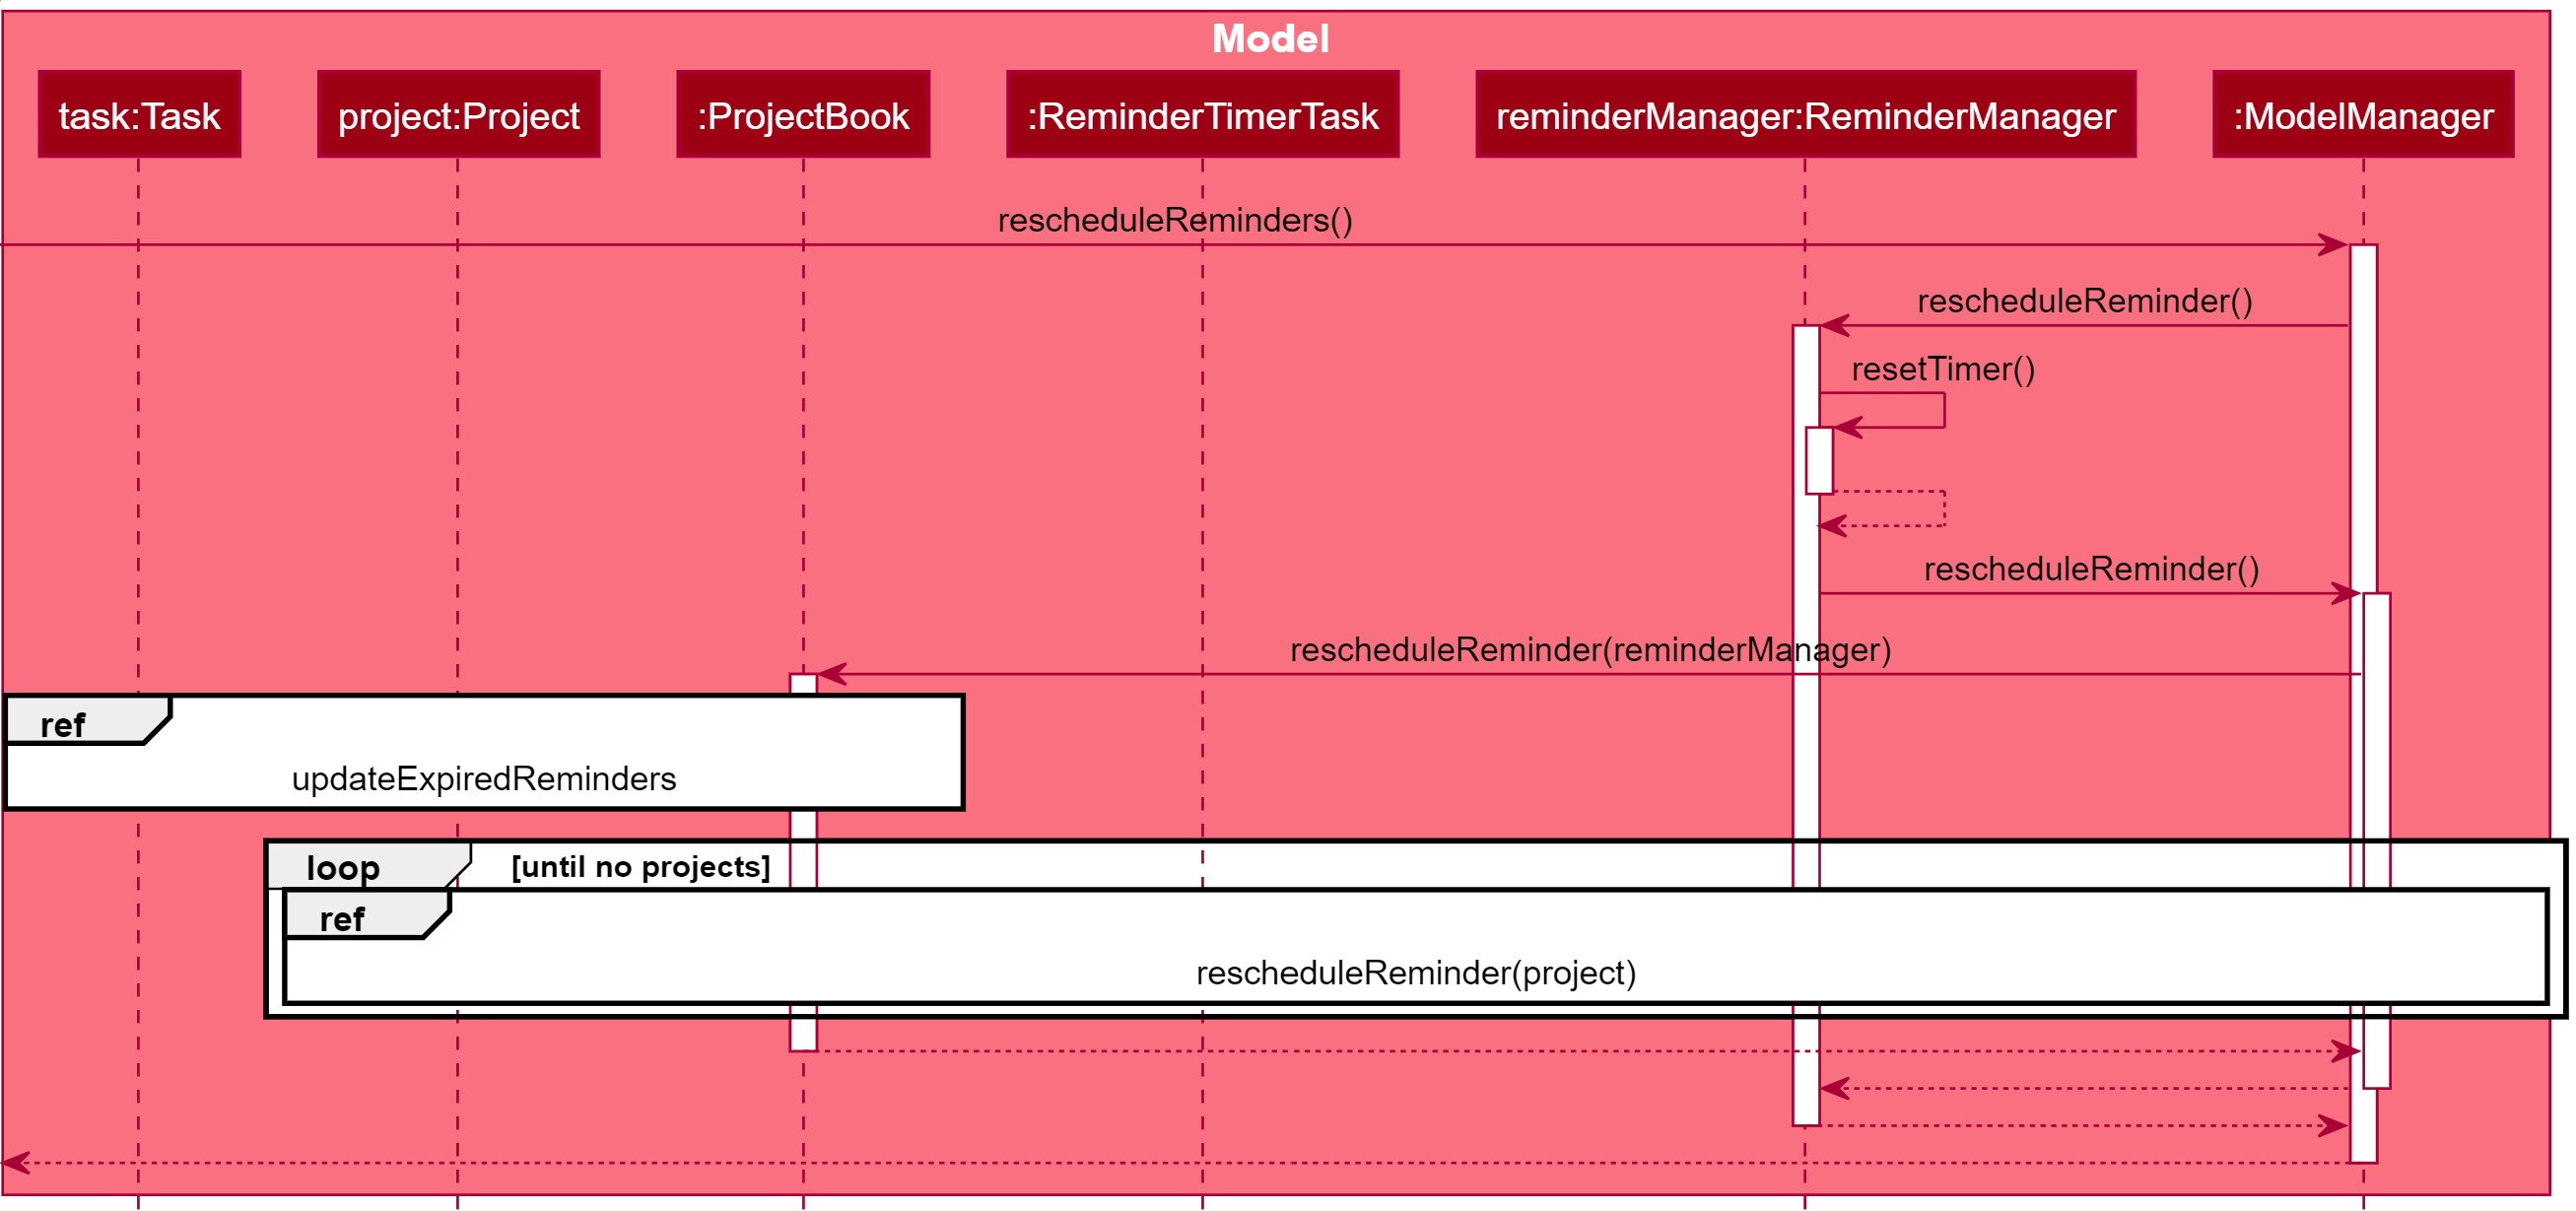 Model
task:Task
project:Project
:ProjectBook
:ReminderTimerTask
reminderManager:ReminderManager
:ModelManager
rescheduleReminders()
rescheduleReminder()
resetTimer()
rescheduleReminder()
rescheduleReminder(reminderManager)
ref
updateExpiredReminders
loop [until no projects]
ref
rescheduleReminder(project)